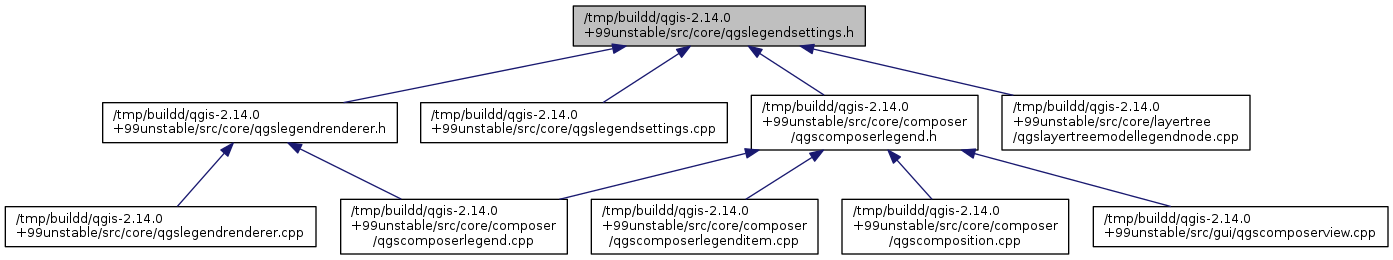 /tmp/buildd/qgis-2.14.0
+99unstable/src/core/qgslegendsettings.h
/tmp/buildd/qgis-2.14.0
+99unstable/src/core/qgslegendrenderer.h
/tmp/buildd/qgis-2.14.0
+99unstable/src/core/qgslegendsettings.cpp
/tmp/buildd/qgis-2.14.0
+99unstable/src/core/composer
/qgscomposerlegend.h
/tmp/buildd/qgis-2.14.0
+99unstable/src/core/layertree
/qgslayertreemodellegendnode.cpp
/tmp/buildd/qgis-2.14.0
+99unstable/src/core/qgslegendrenderer.cpp
/tmp/buildd/qgis-2.14.0
+99unstable/src/core/composer
/qgscomposerlegend.cpp
/tmp/buildd/qgis-2.14.0
+99unstable/src/core/composer
/qgscomposerlegenditem.cpp
/tmp/buildd/qgis-2.14.0
+99unstable/src/core/composer
/qgscomposition.cpp
/tmp/buildd/qgis-2.14.0
+99unstable/src/gui/qgscomposerview.cpp